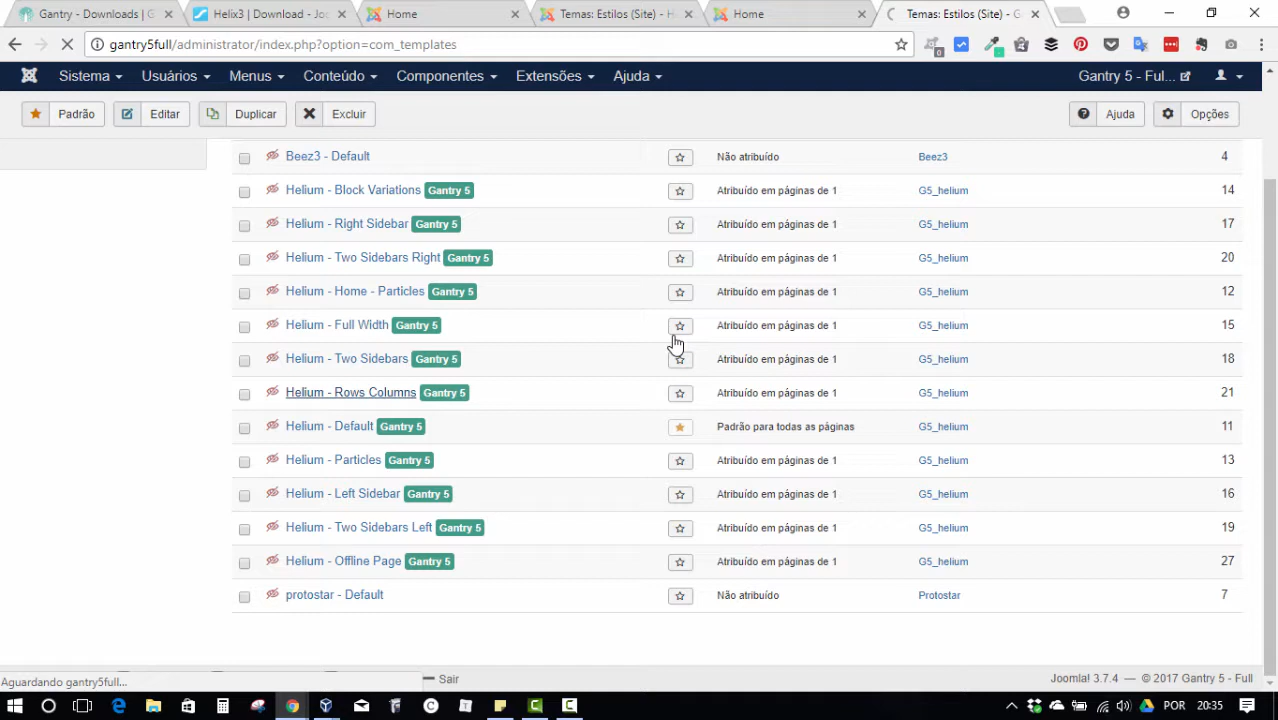 Gantry - Downloads | G
Helix3 | Download - Joo
Home
Temas: Estilos (Site) - H
Home
Temas: Estilos (Site) - G
gantry5full/administrator/index.php?option=com_templates
0
Sistema Usuários Menus Conteúdo Componentes Extensões Ajuda Gantry 5 - Ful...
Padrão Editar Duplicar Excluir Ajuda Opções
Beez3 - Default Não atribuído Beez3 4
Helium - Block Variations Gantry 5 Atribuído em páginas de 1 G5_helium 14
Helium - Right Sidebar Gantry 5 Atribuído em páginas de 1 G5_helium 17
Helium - Two Sidebars Right Gantry 5 Atribuído em páginas de 1 G5_helium 20
Helium - Home - Particles Gantry 5 Atribuído em páginas de 1 G5_helium 12
Helium - Full Width Gantry 5 Atribuído em páginas de 1 G5_helium 15
Helium - Two Sidebars Gantry 5 Atribuído em páginas de 1 G5_helium 18
Helium - Rows Columns Gantry 5 Atribuído em páginas de 1 G5_helium 21
Helium - Default Gantry 5 Padrão para todas as páginas G5_helium 11
Helium - Particles Gantry 5 Atribuído em páginas de 1 G5_helium 13
Helium - Left Sidebar Gantry 5 Atribuído em páginas de 1 G5_helium 16
Helium - Two Sidebars Left Gantry 5 Atribuído em páginas de 1 G5_helium 19
Helium - Offline Page Gantry 5 Atribuído em páginas de 1 G5_helium 27
protostar - Default Não atribuído Protostar 7
Aguardando gantry5full... Sair Joomla! 3.7.4 — © 2017 Gantry 5 - Full
POR 20:35